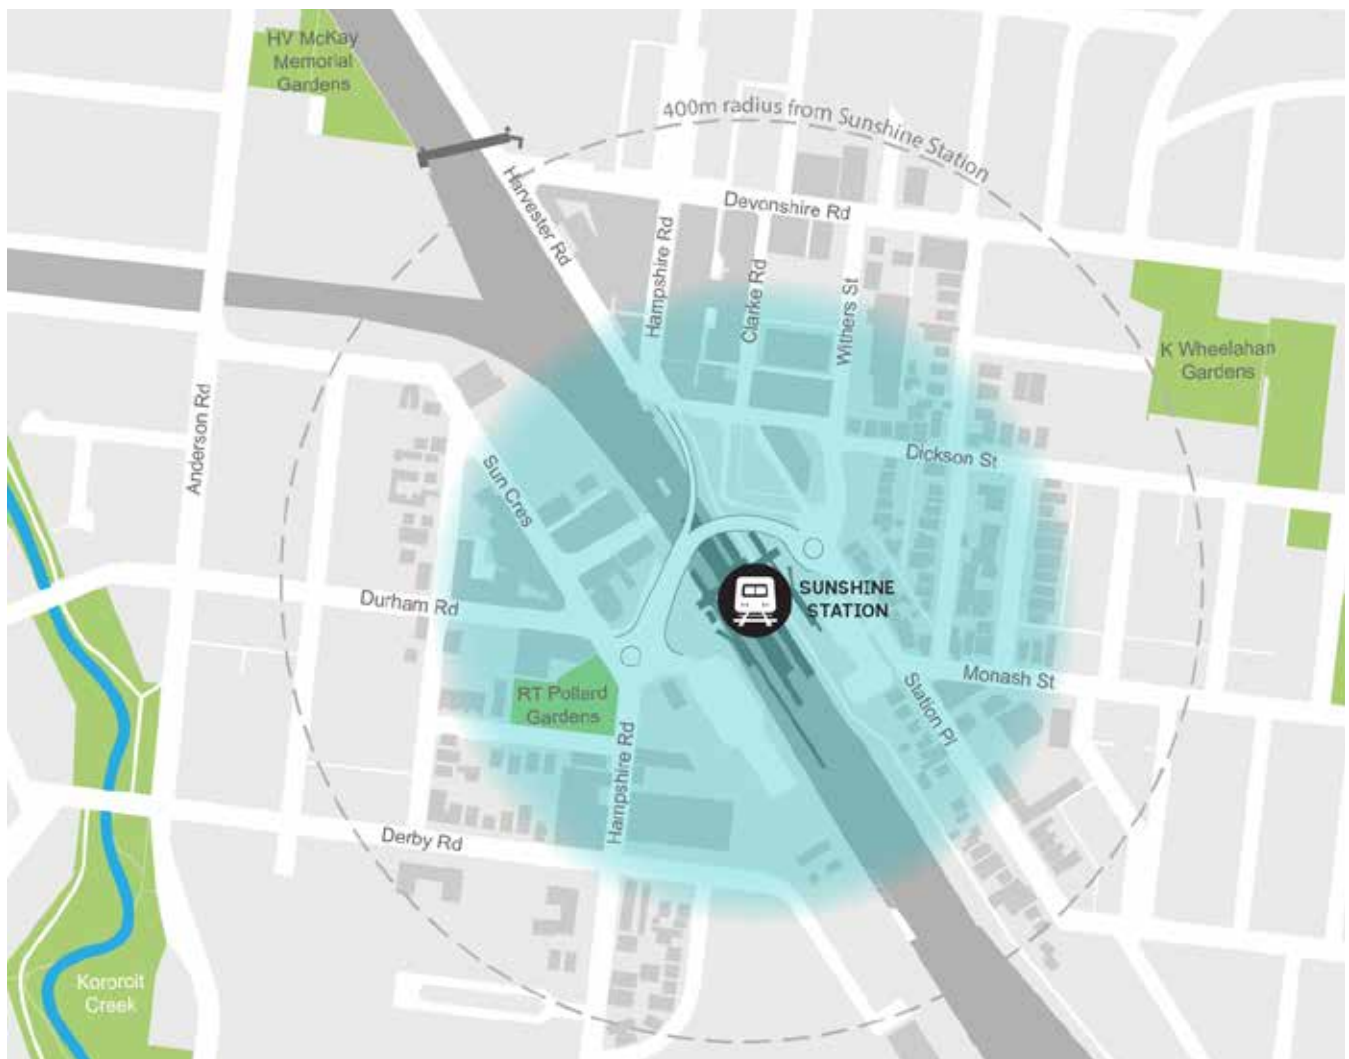 HV McKay
Memorial
Gardens
400m radius from Sunshine Station
Harvester Rd
Devonshire Rd
Hampshire Rd
Clarke Rd
Withers St
K Wheelahan
Gardens
Anderson Rd
Sun Cres
Dickson St
SUNSHINE
STATION
Durham Rd
Monash St
Station Pl
RT Pollard
Gardens
Hampshire Rd
Derby Rd
Kororoit
Creek